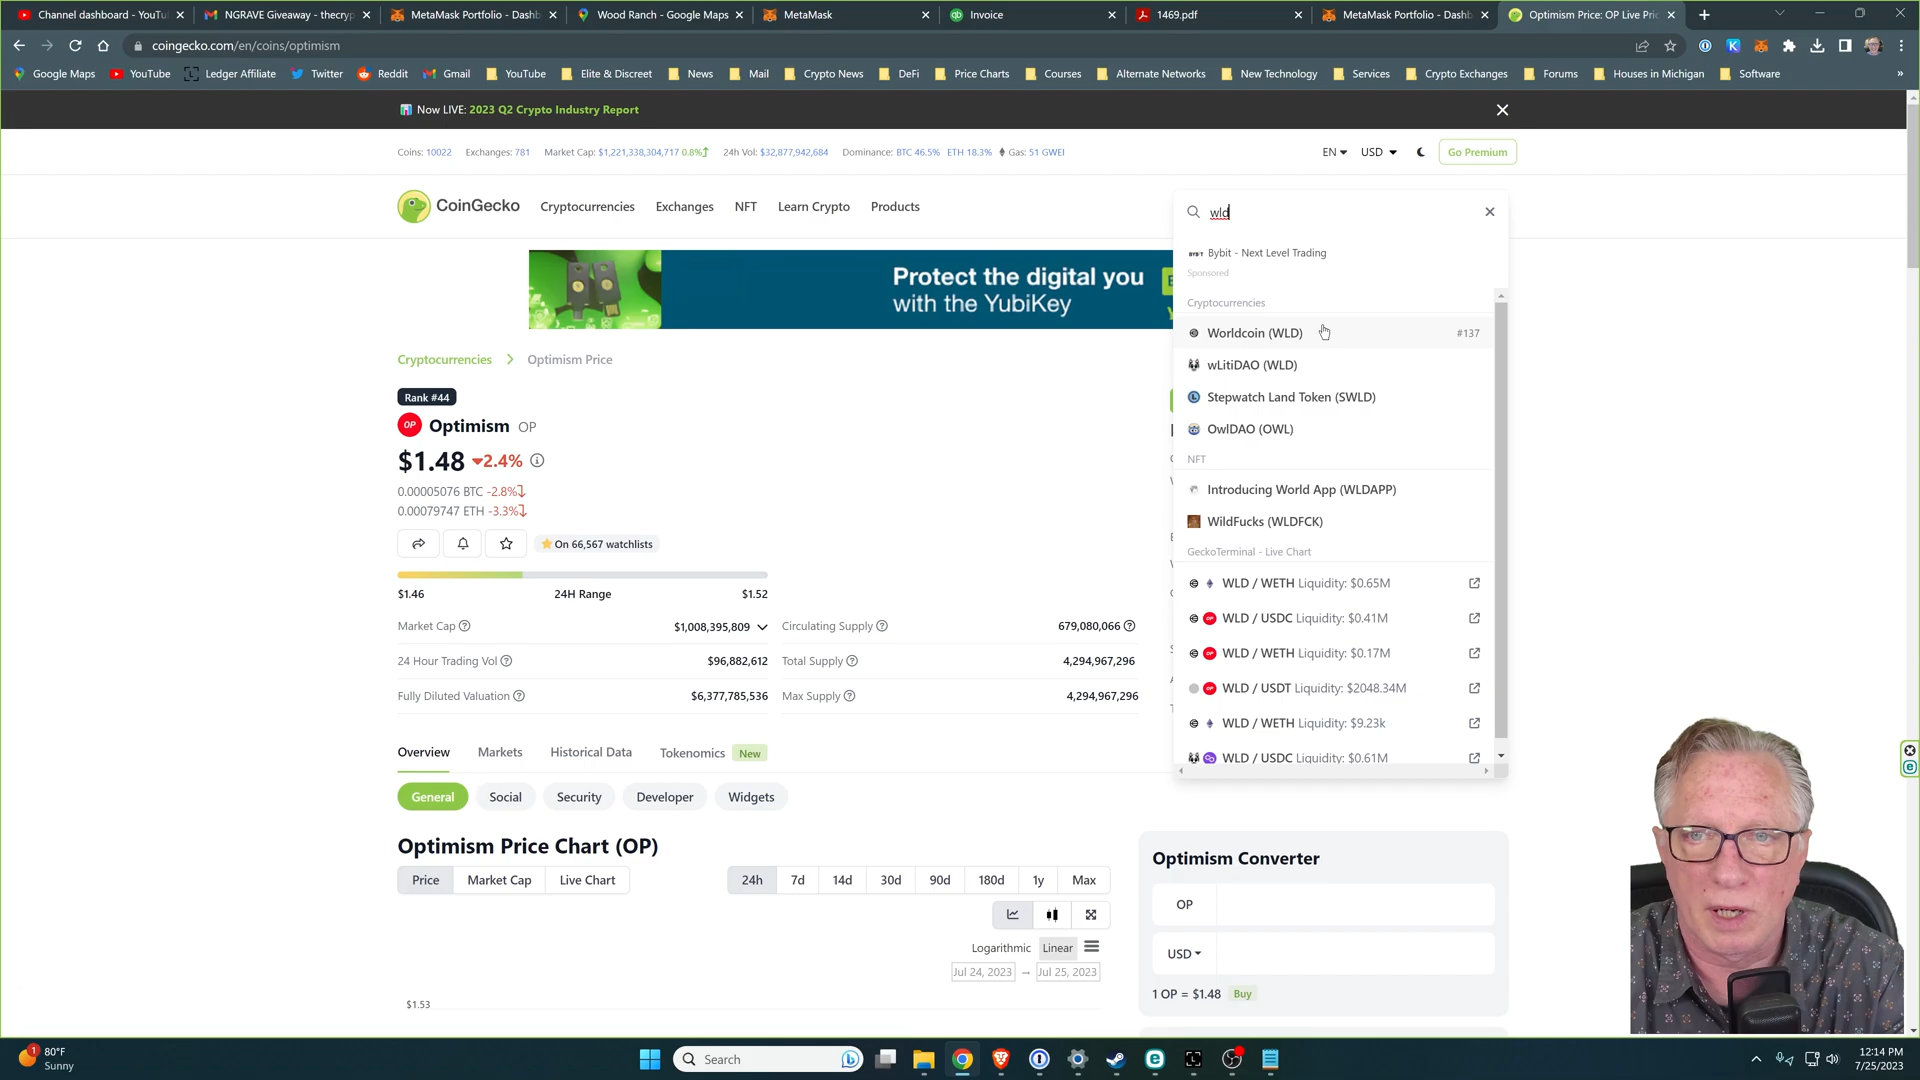 Channel dashboard - YouTu
NGRAVE Giveaway - thecryp
MetaMask Portfolio - Dashb
Wood Ranch - Google Maps
MetaMask
Invoice
1469.pdf
MetaMask Portfolio - Dashb
Optimism Price: OP Live Pric
coingecko.com/en/coins/optimism
Google Maps
YouTube
Ledger Affiliate
Twitter
Reddit
Gmail
YouTube
Elite & Discreet
News
Mail
Crypto News
DeFi
Price Charts
Courses
Alternate Networks
New Technology
Services
Crypto Exchanges
Forums
Houses in Michigan
Software
»
Now LIVE: 2023 Q2 Crypto Industry Report
Coins: 10022 Exchanges: 781 Market Cap: $1,221,338,304,717 0.8% 24h Vol: $32,877,942,684 Dominance: BTC 46.5% ETH 18.3% Gas: 51 GWEI
EN USD Go Premium
CoinGecko Cryptocurrencies Exchanges NFT Learn Crypto Products
wld
Bybit - Next Level Trading
Sponsored
Cryptocurrencies
Worldcoin (WLD) #137
wLitiDAO (WLD)
Stepwatch Land Token (SWLD)
OwlDAO (OWL)
NFT
Introducing World App (WLDAPP)
WildFucks (WLDFCK)
GeckoTerminal - Live Chart
WLD / WETH Liquidity: $0.65M
WLD / USDC Liquidity: $0.41M
WLD / WETH Liquidity: $0.17M
WLD / USDT Liquidity: $2048.34M
WLD / WETH Liquidity: $9.23k
WLD / USDC Liquidity: $0.61M
Protect the digital you
with the YubiKey
Cryptocurrencies > Optimism Price
Rank #44
OP Optimism OP
$1.48 2.4%
0.00005076 BTC -2.8%
0.00079747 ETH -3.3%
On 66,567 watchlists
$1.46 24H Range $1.52
Market Cap $1,008,395,809
Circulating Supply 679,080,066
24 Hour Trading Vol $96,882,612
Total Supply 4,294,967,296
Fully Diluted Valuation $6,377,785,536
Max Supply 4,294,967,296
Overview Markets Historical Data Tokenomics New
General Social Security Developer Widgets
Optimism Price Chart (OP)
Price Market Cap Live Chart
24h 7d 14d 30d 90d 180d 1y Max
Logarithmic Linear
Jul 24, 2023 → Jul 25, 2023
$1.53
Optimism Converter
OP
USD
1 OP = $1.48 Buy
1
80°F
Sunny
Search
12:14 PM
7/25/2023